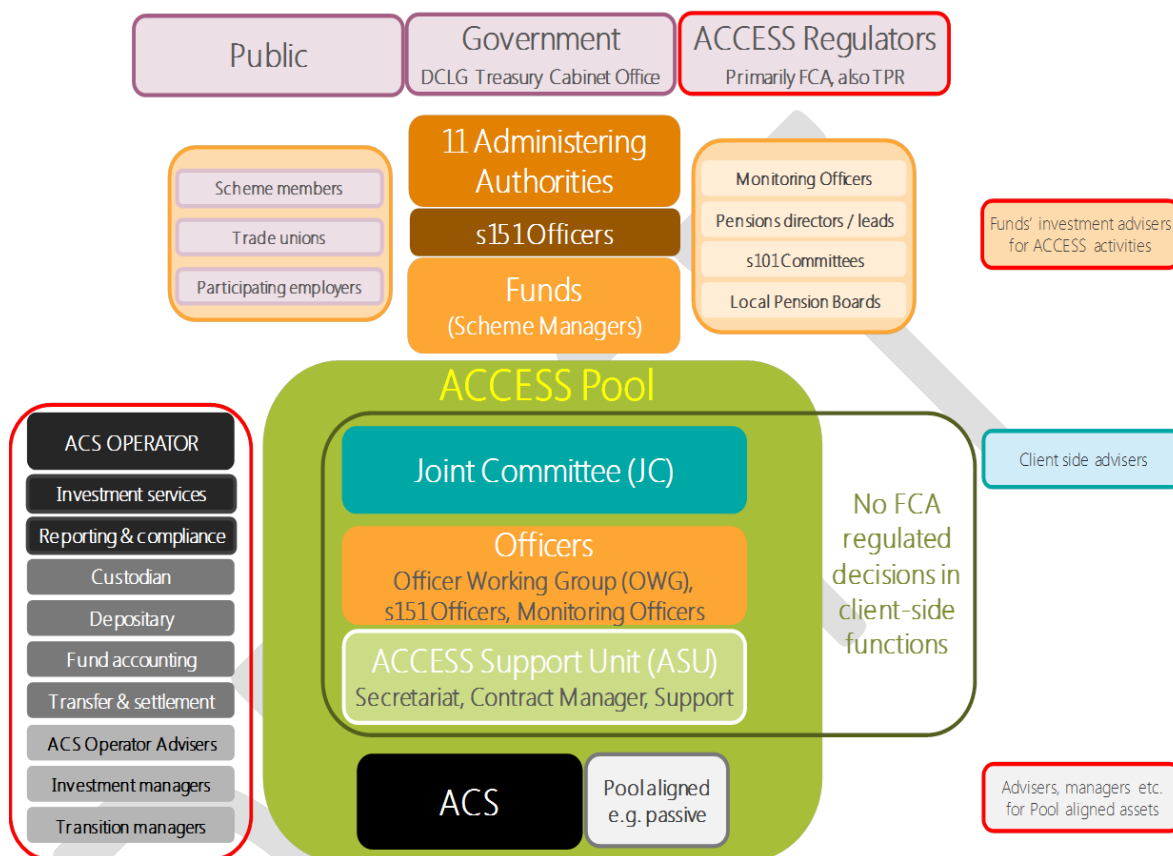 Public
Government
DCLG Treasury Cabinet Office
ACCESS Regulators
Primarily FCA, also TPR
11 Administering
Authorities
s151 Officers
Funds
(Scheme Managers)
Scheme members
Trade unions
Participating employers
Monitoring Officers
Pensions directors / leads
s101 Committees
Local Pension Boards
Funds' investment advisers
for ACCESS activities
ACCESS Pool
Joint Committee (JC)
Officers
Officer Working Group (OWG),
s151 Officers, Monitoring Officers
ACCESS Support Unit (ASU)
Secretariat, Contract Manager, Support
No FCA
regulated
decisions in
client-side
functions
Client side advisers
ACS OPERATOR
Investment services
Reporting & compliance
Custodian
Depositary
Fund accounting
Transfer & settlement
ACS Operator Advisers
Investment managers
Transition managers
ACS
Pool aligned
e.g. passive
Advisers, managers etc.
for Pool aligned assets